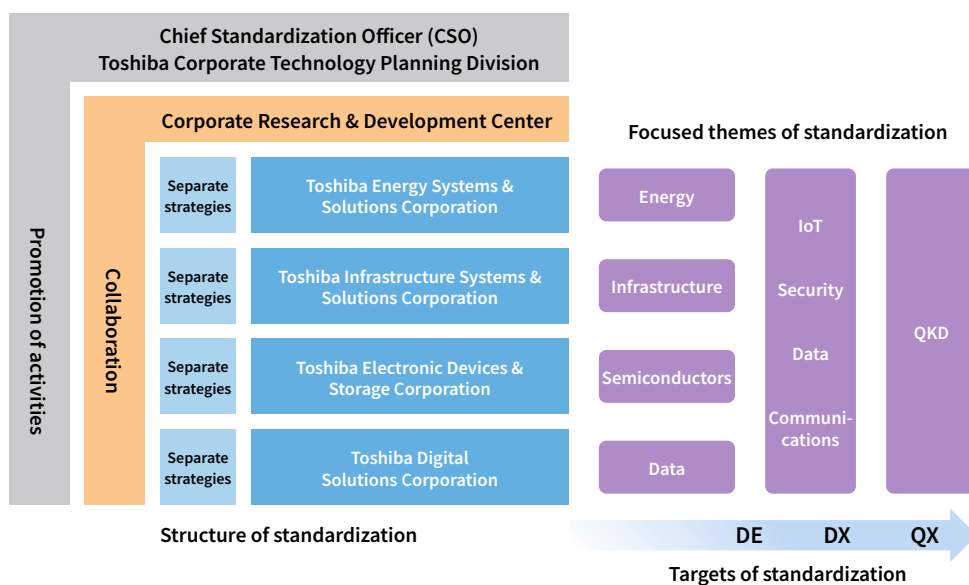 Chief Standardization Officer (CSO)
Toshiba Corporate Technology Planning Division
Promotion of activities
Corporate Research & Development Center
Collaboration
Separate
strategies
Toshiba Energy Systems &
Solutions Corporation
Separate
strategies
Toshiba Infrastructure Systems &
Solutions Corporation
Separate
strategies
Toshiba Electronic Devices &
Storage Corporation
Separate
strategies
Toshiba Digital
Solutions Corporation
Structure of standardization
Focused themes of standardization
Energy
Infrastructure
Semiconductors
Data
IoT
Security
Data
Communi-
cations
QKD
DE
DX
QX
Targets of standardization